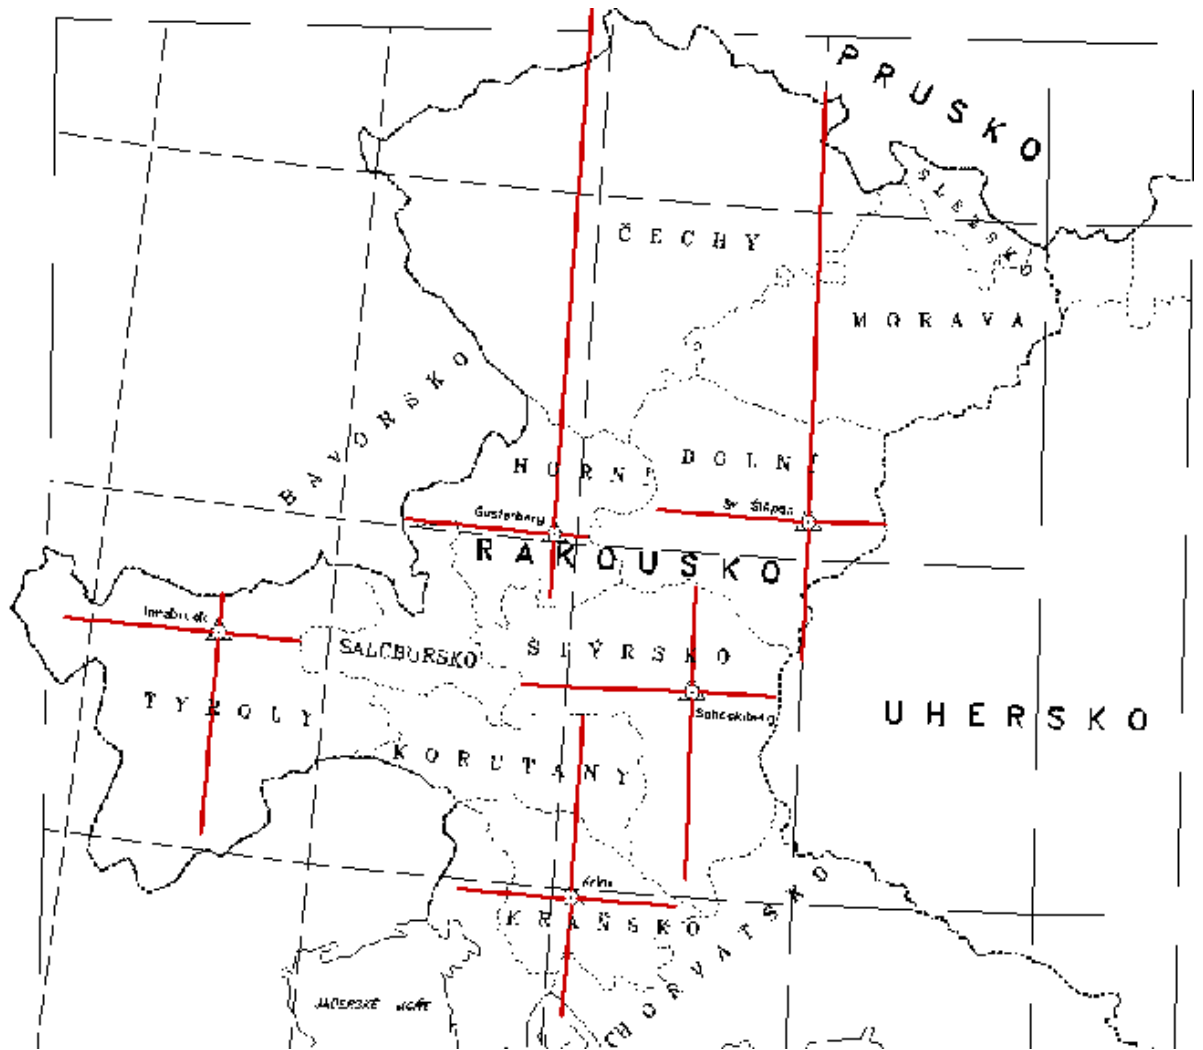 PRUSKO
SLEZSKO
ČECHY
MORAVA
BAVORSKO
HORNÍ
DOLNÍ
Gusterberg
Sv. Štěpán
RAKOUSKO
Innsbruck
SALCBURSKO
ŠTÝRSKO
TYROLY
Schöcklberg
UHERSKO
KORUTANY
Krim
KRAŇSKO
CHORVATSKO
JADERSKÉ MOŘE